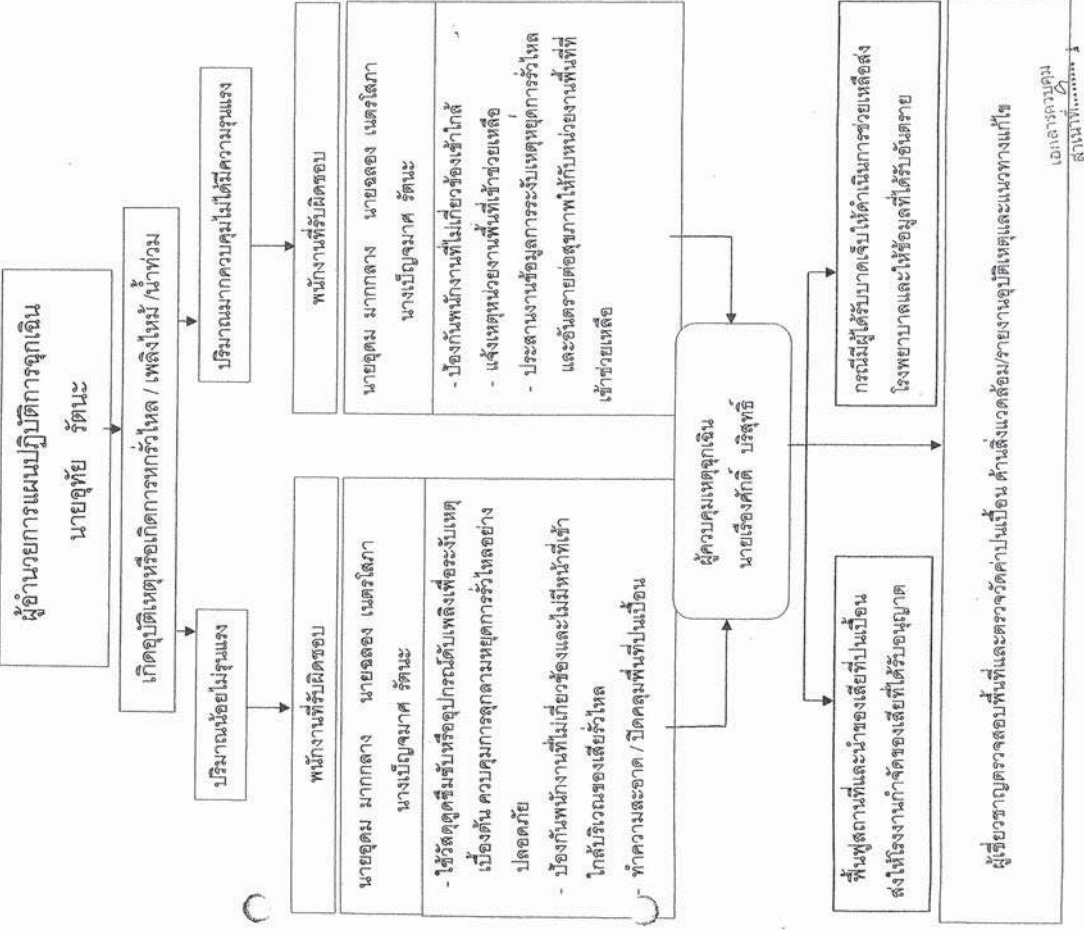 ผู้อำนวยการแผนปฏิบัติการฉุกเฉิน
นายอุทัย รัตนะ
เกิดอุบัติเหตุหรือเกิดการหกรั่วไหล / เพลิงไหม้ /น้ำท่วม
ปริมาณน้อยไม่รุนแรง
พนักงานที่รับผิดชอบ
นายอุดม มากกลาง นายฉลอง เนตรโสภา
นางเบ็ญจมาศ รัตนะ
- ใช้วัสดุดูดซึมซับหรืออุปกรณ์ดับเพลิงเพื่อระงับเหตุ
เบื้องต้น ควบคุมการลุกลามหยุดการรั่วไหลอย่าง
ปลอดภัย
- ป้องกันพนักงานที่ไม่เกี่ยวข้องและไม่มีหน้าที่เข้า
ใกล้บริเวณของเสียรั่วไหล
- ทำความสะอาด / ปิดคลุมพื้นที่ปนเปื้อน
ปริมาณมากควบคุมไม่ได้มีความรุนแรง
พนักงานที่รับผิดชอบ
นายอุดม มากกลาง นายฉลอง เนตรโสภา
นางเบ็ญจมาศ รัตนะ
- ป้องกันพนักงานที่ไม่เกี่ยวข้องเข้าใกล้
- แจ้งเหตุหน่วยงานพื้นที่เข้าช่วยเหลือ
- ประสานงานข้อมูลการระงับเหตุหยุดการรั่วไหล
และอันตรายต่อสุขภาพให้กับหน่วยงานพื้นที่ที่
เข้าช่วยเหลือ
ผู้ควบคุมเหตุฉุกเฉิน
นายเรืองศักดิ์ บริสุทธิ์
ฟื้นฟูสถานที่และนำของเสียที่ปนเปื้อน
ส่งให้โรงงานกำจัดของเสียที่ได้รับอนุญาต
กรณีมีผู้ได้รับบาดเจ็บให้ดำเนินการช่วยเหลือส่ง
โรงพยาบาลและให้ข้อมูลที่ได้รับอันตราย
ผู้เชี่ยวชาญตรวจสอบพื้นที่และตรวจวัดค่าปนเปื้อน ด้านสิ่งแวดล้อม/รายงานอุบัติเหตุและแนวทางแก้ไข
เอกสารควบคุม
สำเนาที่..........